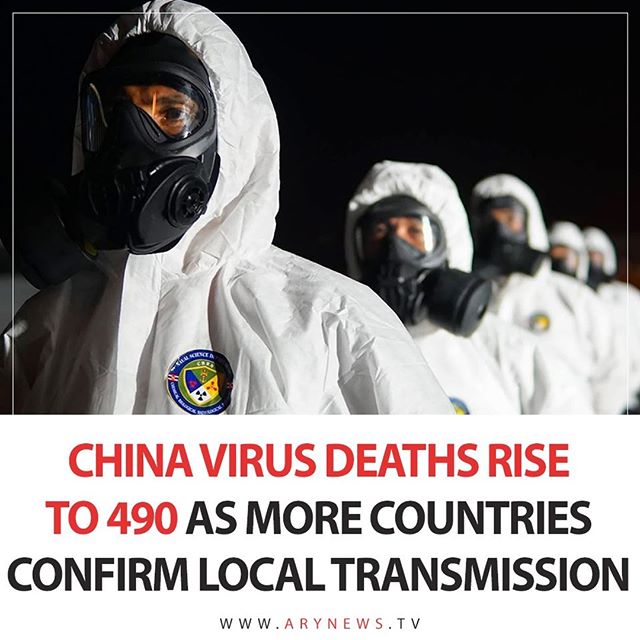 CHINA VIRUS DEATHS RISE
TO 490 AS MORE COUNTRIES
CONFIRM LOCAL TRANSMISSION
WWW.ARYNEWS.TV